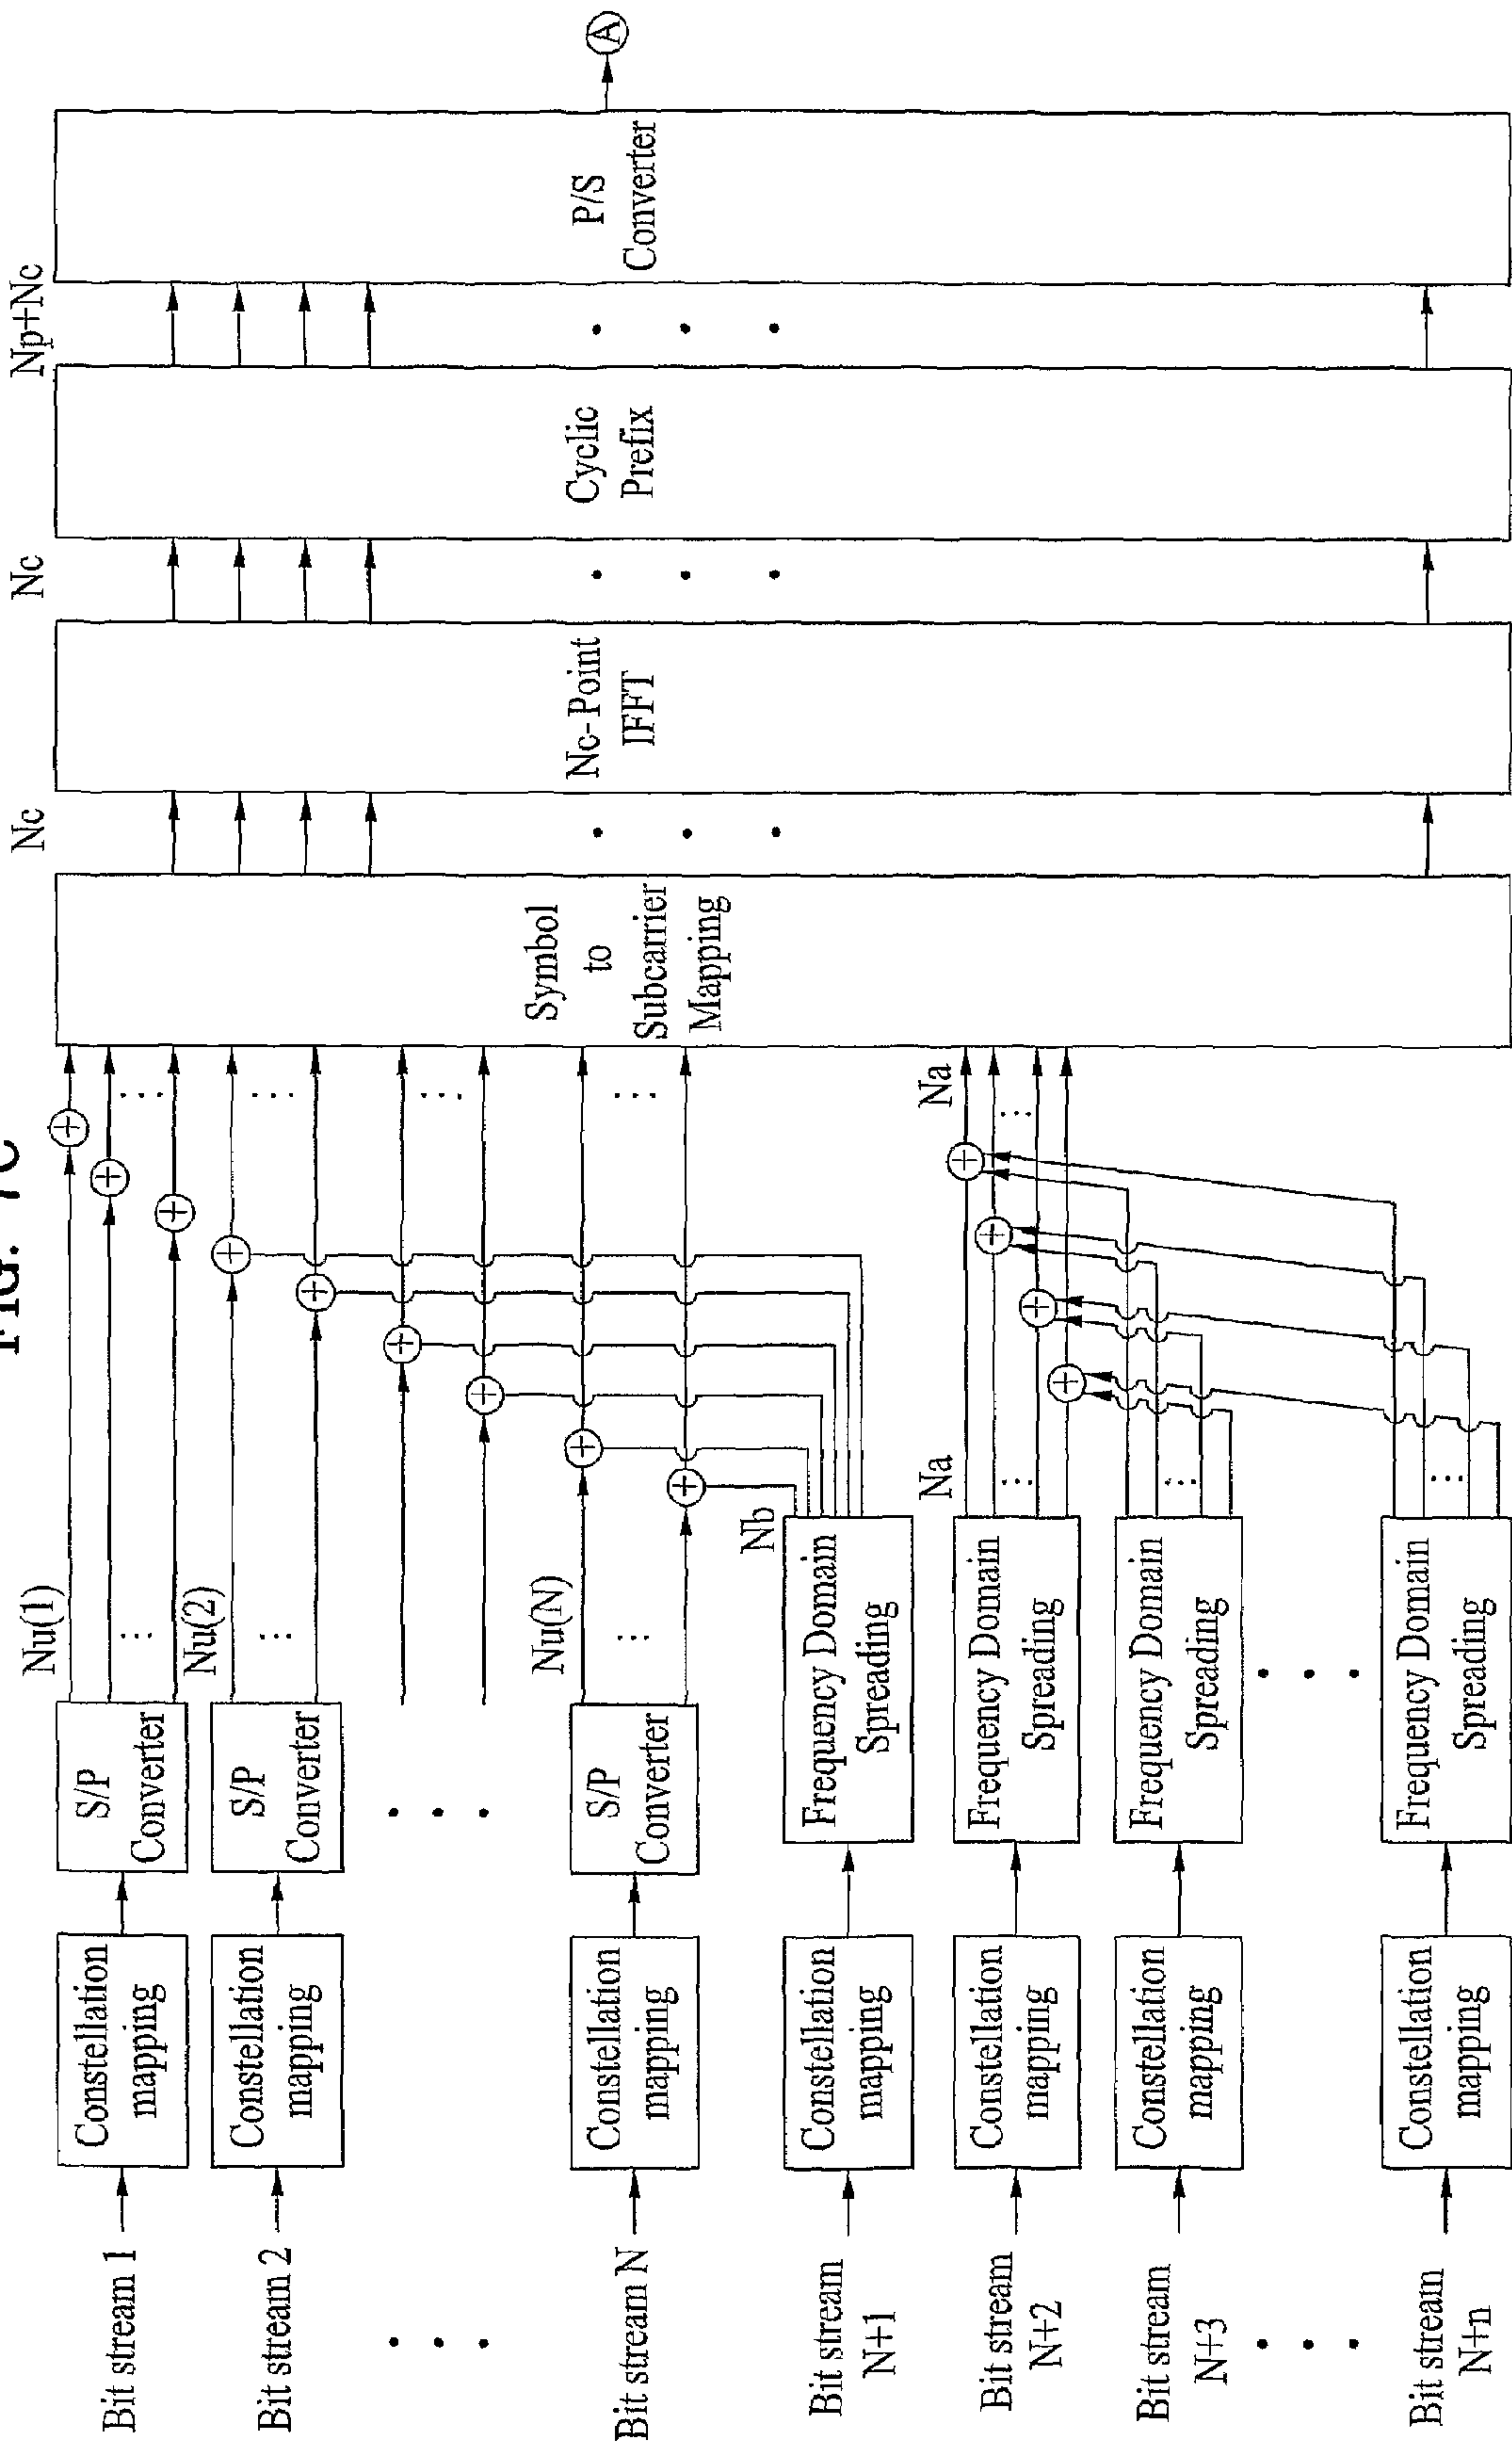 FIG. 7C
Bit stream 1
Constellation
mapping
S/P
Converter
Nu(1)
Bit stream 2
Constellation
mapping
S/P
Converter
Nu(2)
Bit stream N
Constellation
mapping
S/P
Converter
Nu(N)
Bit stream
N+1
Constellation
mapping
Frequency Domain
Spreading
Nb
Bit stream
N+2
Constellation
mapping
Frequency Domain
Spreading
Na
Na
Bit stream
N+3
Constellation
mapping
Frequency Domain
Spreading
Bit stream
N+n
Constellation
mapping
Frequency Domain
Spreading
Symbol
to
Subcarrier
Mapping
Nc
Nc-Point
IFFT
Nc
Cyclic
Prefix
Np+Nc
P/S
Converter
A